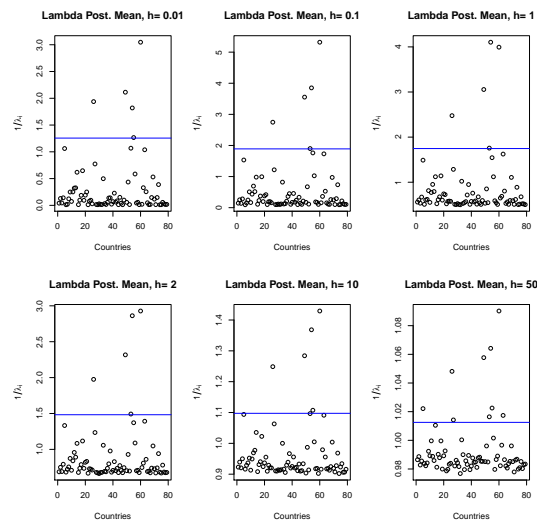 Lambda Post. Mean, h= 0.01
Lambda Post. Mean, h= 0.1
Lambda Post. Mean, h= 1
1/λi
0.0 0.5 1.0 1.5 2.0 2.5 3.0
0 20 40 60 80
Countries
1/λi
0 1 2 3 4 5
0 20 40 60 80
Countries
1/λi
1 2 3 4
0 20 40 60 80
Countries
Lambda Post. Mean, h= 2
Lambda Post. Mean, h= 10
Lambda Post. Mean, h= 50
1/λi
1.0 1.5 2.0 2.5 3.0
0 20 40 60 80
Countries
1/λi
0.9 1.0 1.1 1.2 1.3 1.4
0 20 40 60 80
Countries
1/λi
0.98 1.00 1.02 1.04 1.06 1.08
0 20 40 60 80
Countries